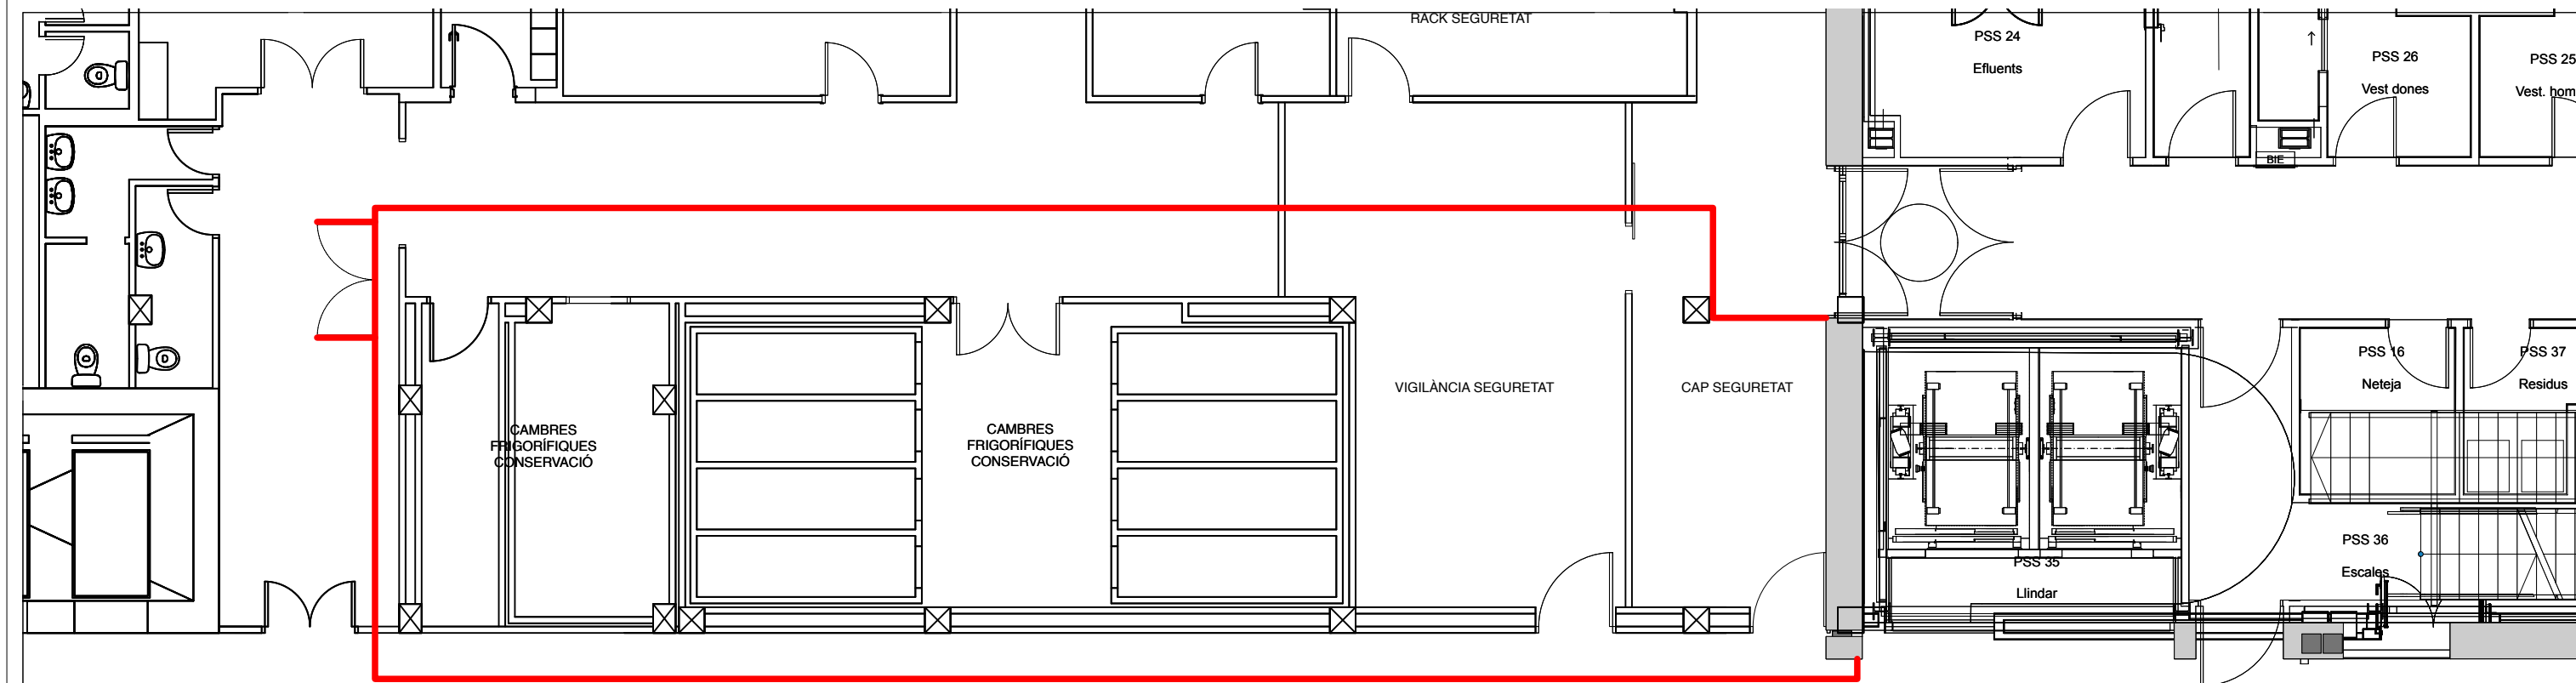 RACK SEGURETAT
PSS 24
Efluents
PSS 26
Vest dones
PSS 25
Vest. hom
BIE
CAMBRES
FRIGORÍFIQUES
CONSERVACIÓ
CAMBRES
FRIGORÍFIQUES
CONSERVACIÓ
VIGILÀNCIA SEGURETAT
CAP SEGURETAT
PSS 16
Neteja
PSS 37
Residus
PSS 36
Escales
PSS 35
Llindar